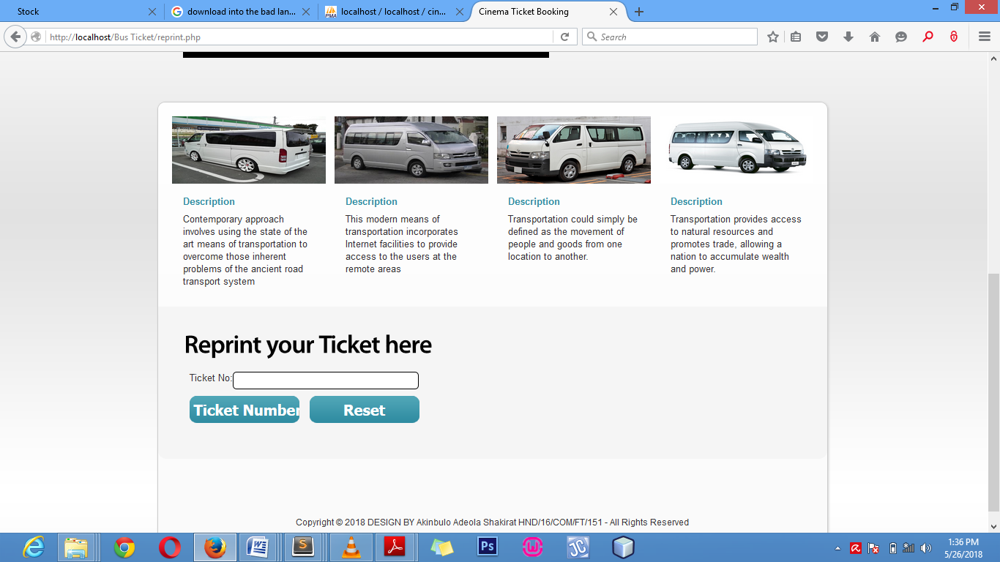 Stock
download into the bad lan...
localhost / localhost / cin...
Cinema Ticket Booking
http://localhost/Bus Ticket/reprint.php
Search
Description
Contemporary approach
involves using the state of the
art means of transportation to
overcome those inherent
problems of the ancient road
transport system
Description
This modern means of
transportation incorporates
Internet facilities to provide
access to the users at the
remote areas
Description
Transportation could simply be
defined as the movement of
people and goods from one
location to another.
Description
Transportation provides access
to natural resources and
promotes trade, allowing a
nation to accumulate wealth
and power.
Reprint your Ticket here
Ticket No:
Ticket Number
Reset
Copyright © 2018 DESIGN BY Akinbulo Adeola Shakirat HND/16/COM/FT/151 - All Rights Reserved
PMA
W
S
Ps
JC
1:36 PM
5/26/2018